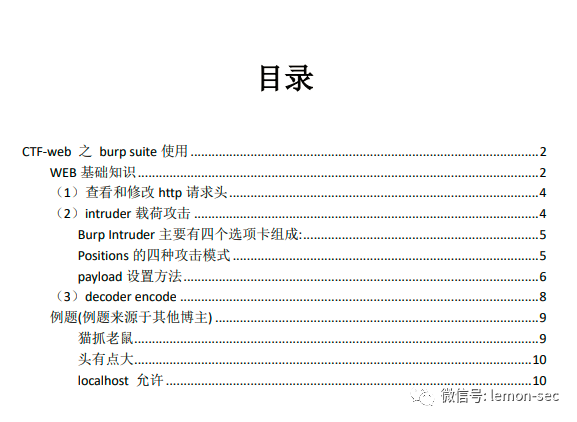 目录
CTF-web 之 burp suite 使用 ........ 2
WEB 基础知识 ........ 2
（1）查看和修改 http 请求头 ........ 4
（2）intruder 载荷攻击 ........ 4
Burp Intruder 主要有四个选项卡组成: ........ 5
Positions 的四种攻击模式 ........ 5
payload 设置方法 ........ 6
（3）decoder encode ........ 8
例题(例题来源于其他博主) ........ 9
猫抓老鼠 ........ 9
头有点大 ........ 10
localhost 允许 ........ 10
微信号: lemon-sec